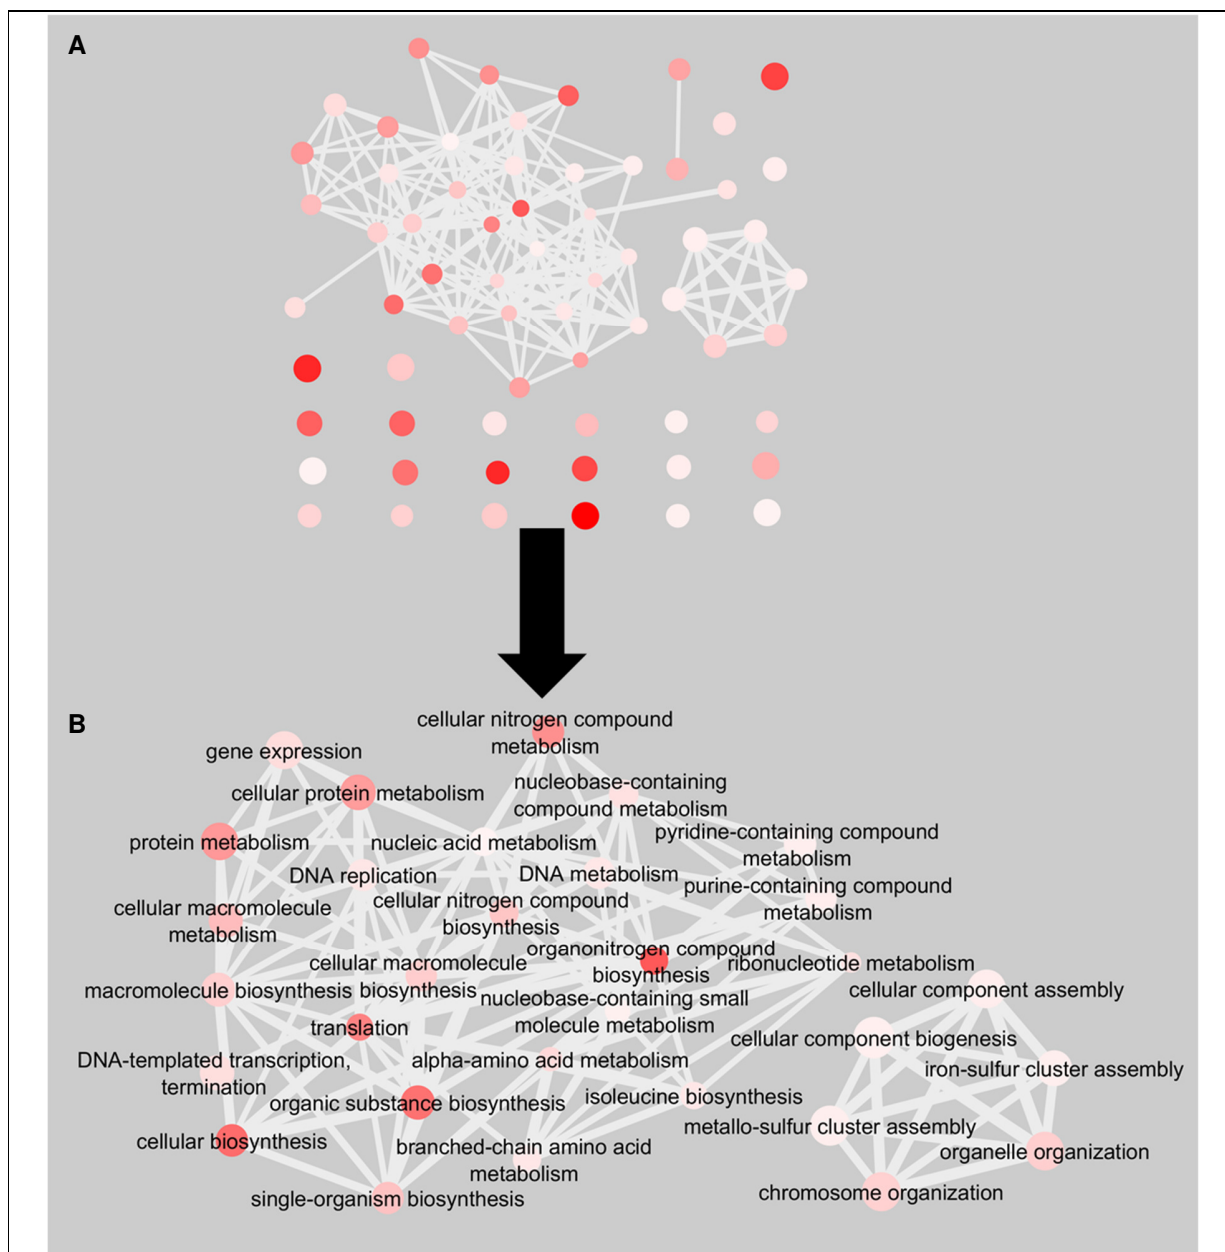 A
B
cellular nitrogen compound
metabolism
gene expression
cellular protein metabolism
nucleobase-containing
compound metabolism
protein metabolism
nucleic acid metabolism
pyridine-containing compound
metabolism
DNA replication
DNA metabolism
purine-containing compound
metabolism
cellular macromolecule
metabolism
cellular nitrogen compound
biosynthesis
organonitrogen compound
biosynthesis
ribonucleotide metabolism
cellular macromolecule
biosynthesis
macromolecule biosynthesis
nucleobase-containing small
molecule metabolism
cellular component assembly
translation
cellular component biogenesis
DNA-templated transcription,
termination
alpha-amino acid metabolism
iron-sulfur cluster assembly
organic substance biosynthesis
isoleucine biosynthesis
metallo-sulfur cluster assembly
cellular biosynthesis
branched-chain amino acid
metabolism
organelle organization
single-organism biosynthesis
chromosome organization